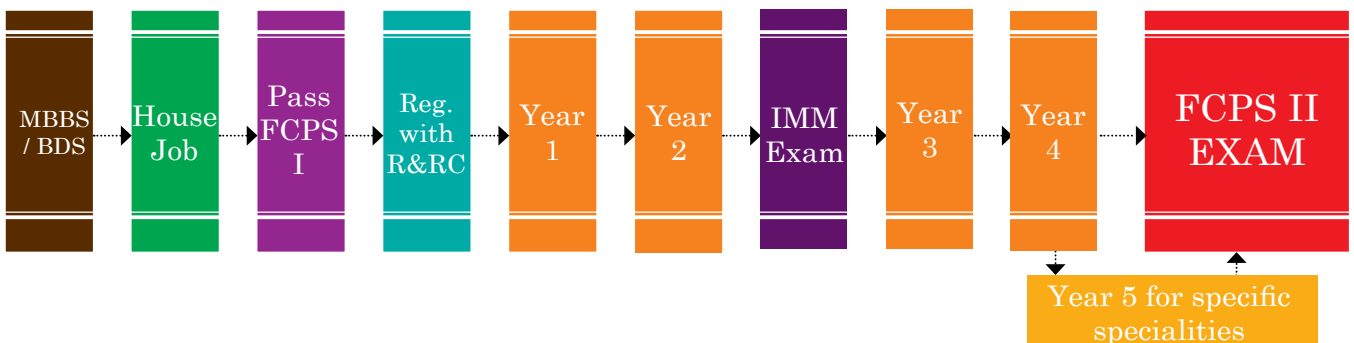 MBBS
/ BDS
House
Job
Pass
FCPS
I
Reg.
with
R&RC
Year
1
Year
2
IMM
Exam
Year
3
Year
4
FCPS II
EXAM
Year 5 for specific
specialities